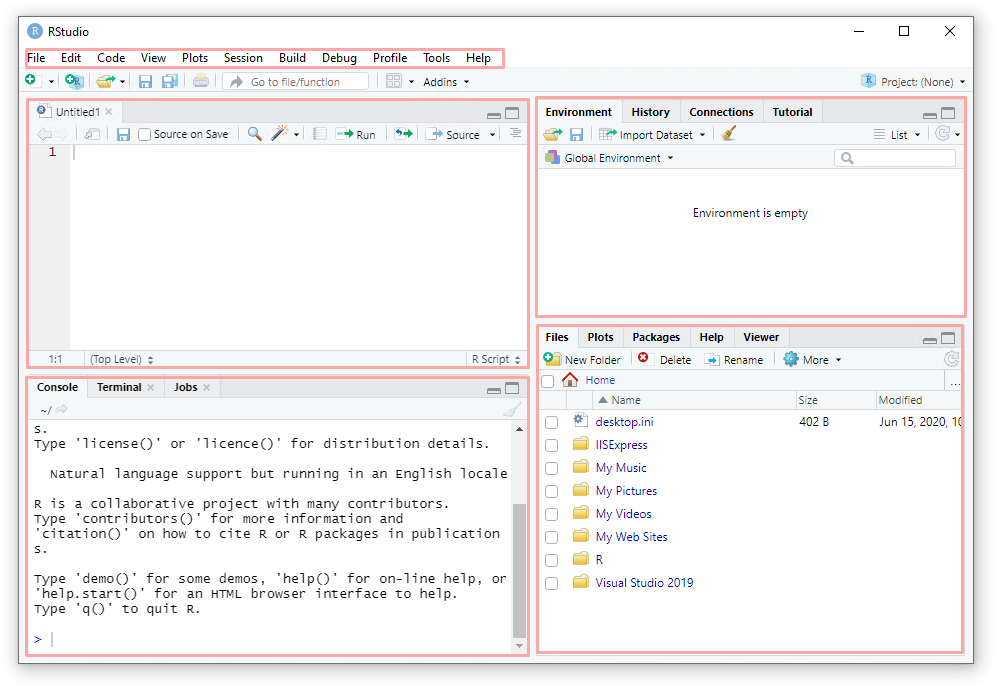 RStudio
File Edit Code View Plots Session Build Debug Profile Tools Help
Go to file/function Addins Project: (None)
Untitled1
Source on Save Run Source
1
1:1 (Top Level) R Script
Console Terminal Jobs
~/
s.
Type 'license()' or 'licence()' for distribution details.
Natural language support but running in an English locale
R is a collaborative project with many contributors.
Type 'contributors()' for more information and
'citation()' on how to cite R or R packages in publication
s.
Type 'demo()' for some demos, 'help()' for on-line help, or
'help.start()' for an HTML browser interface to help.
Type 'q()' to quit R.
>
Environment History Connections Tutorial
Import Dataset List
Global Environment
Environment is empty
Files Plots Packages Help Viewer
New Folder Delete Rename More
Home ...
Name Size Modified
desktop.ini 402 B Jun 15, 2020, 10
IISExpress
My Music
My Pictures
My Videos
My Web Sites
R
Visual Studio 2019